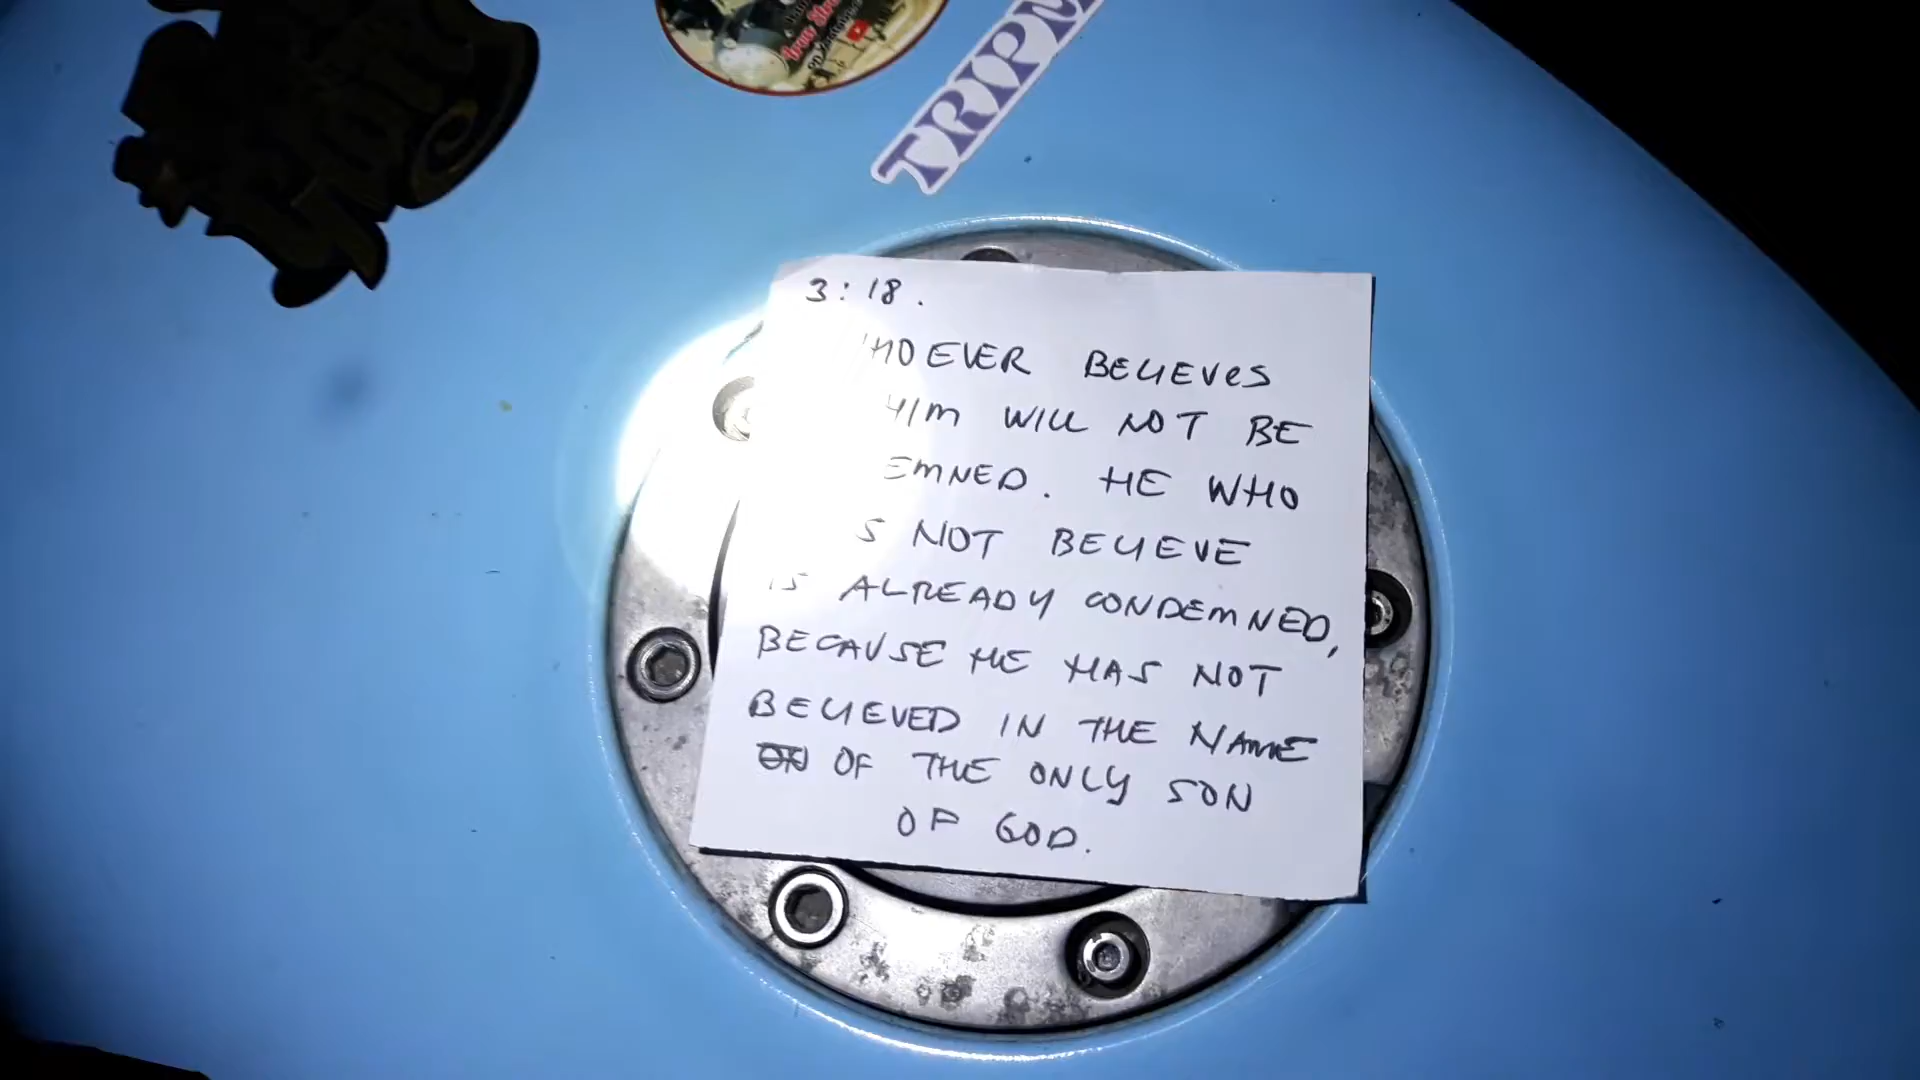 TRIPM
3:18.
HOEVER BELIEVES
HIM WILL NOT BE
EMNED. HE WHO
S NOT BELIEVE
IS ALREADY CONDEMNED,
BECAUSE HE HAS NOT
BELIEVED IN THE NAME
OF THE ONLY SON
OF GOD.